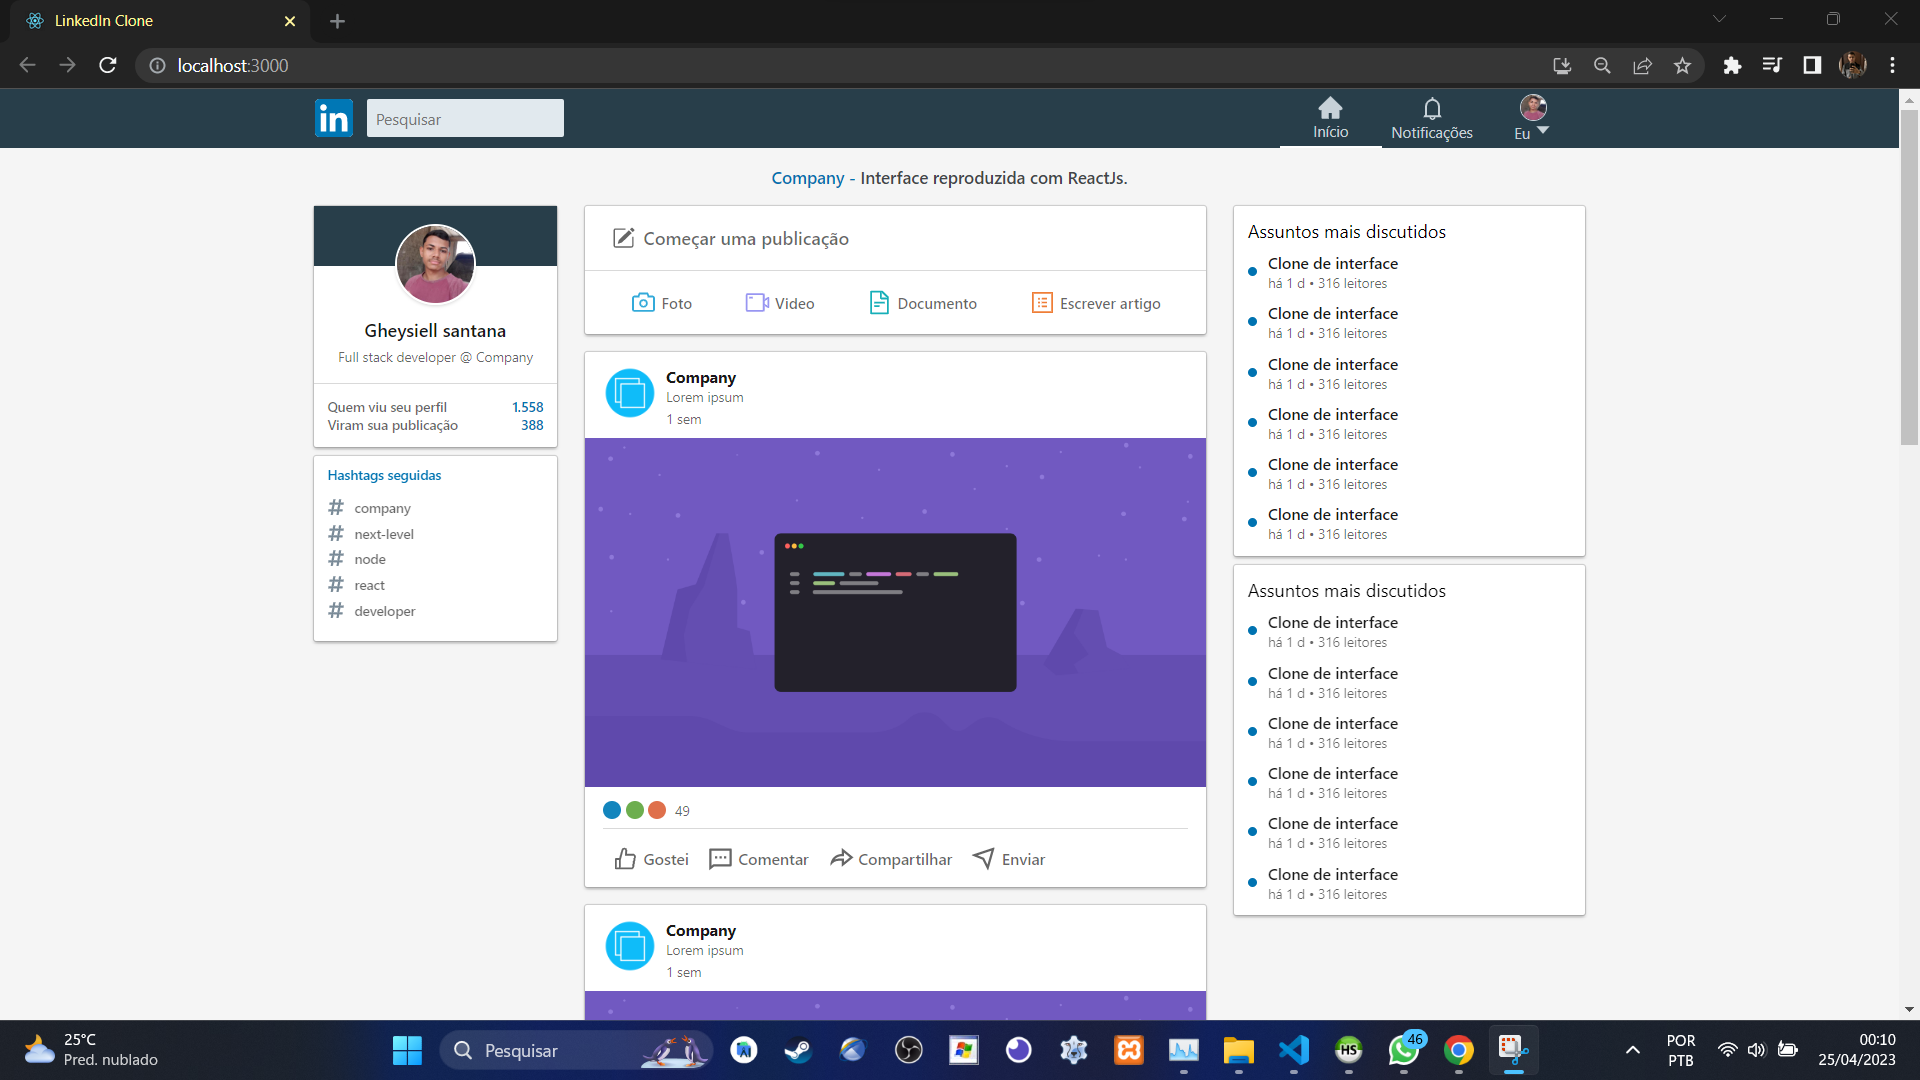 LinkedIn Clone
localhost:3000
in
Pesquisar
Início
Notificações
Eu
Company - Interface reproduzida com ReactJs.
Gheysiell santana
Full stack developer @ Company
Quem viu seu perfil 1.558
Viram sua publicação 388
Hashtags seguidas
# company
# next-level
# node
# react
# developer
Começar uma publicação
Foto
Video
Documento
Escrever artigo
Company
Lorem ipsum
1 sem
49
Gostei
Comentar
Compartilhar
Enviar
Company
Lorem ipsum
1 sem
Assuntos mais discutidos
Clone de interface
há 1 d • 316 leitores
Clone de interface
há 1 d • 316 leitores
Clone de interface
há 1 d • 316 leitores
Clone de interface
há 1 d • 316 leitores
Clone de interface
há 1 d • 316 leitores
Clone de interface
há 1 d • 316 leitores
Assuntos mais discutidos
Clone de interface
há 1 d • 316 leitores
Clone de interface
há 1 d • 316 leitores
Clone de interface
há 1 d • 316 leitores
Clone de interface
há 1 d • 316 leitores
Clone de interface
há 1 d • 316 leitores
Clone de interface
há 1 d • 316 leitores
25°C
Pred. nublado
Pesquisar
HS
46
POR
PTB
00:10
25/04/2023